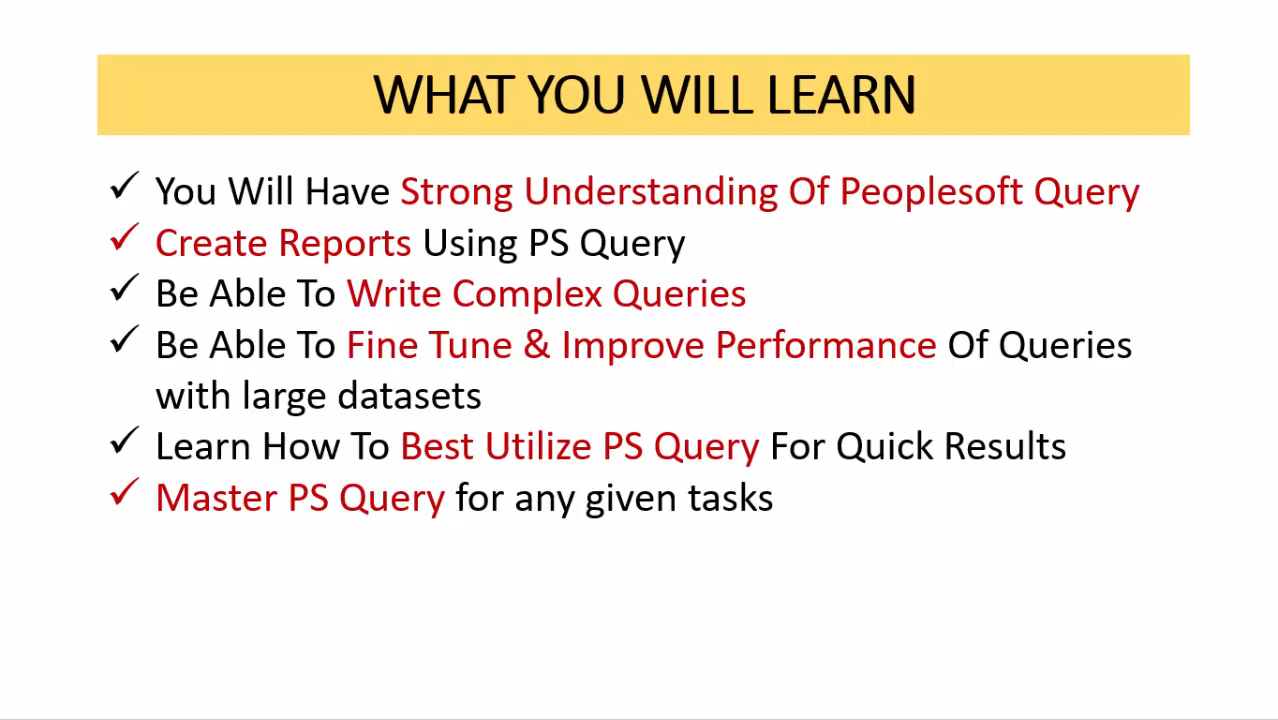 WHAT YOU WILL LEARN
✓ You Will Have Strong Understanding Of Peoplesoft Query
✓ Create Reports Using PS Query
✓ Be Able To Write Complex Queries
✓ Be Able To Fine Tune & Improve Performance Of Queries
with large datasets
✓ Learn How To Best Utilize PS Query For Quick Results
✓ Master PS Query for any given tasks